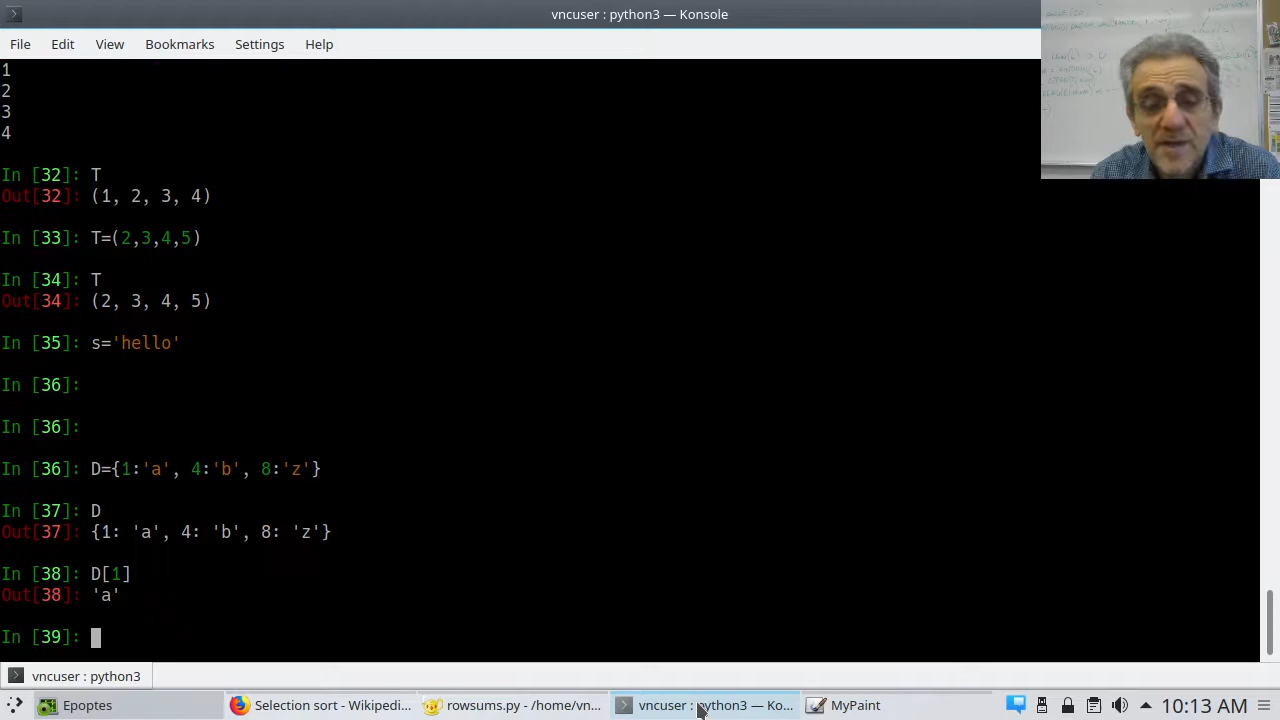 vncuser : python3 — Konsole
File Edit View Bookmarks Settings Help
1
2
3
4
In [32]: T
Out[32]: (1, 2, 3, 4)
In [33]: T=(2,3,4,5)
In [34]: T
Out[34]: (2, 3, 4, 5)
In [35]: s='hello'
In [36]:
In [36]:
In [36]: D={1:'a', 4:'b', 8:'z'}
In [37]: D
Out[37]: {1: 'a', 4: 'b', 8: 'z'}
In [38]: D[1]
Out[38]: 'a'
In [39]:
vncuser : python3
Epoptes Selection sort - Wikipedi... rowsums.py - /home/vn... vncuser : python3 — Ko... MyPaint 10:13 AM